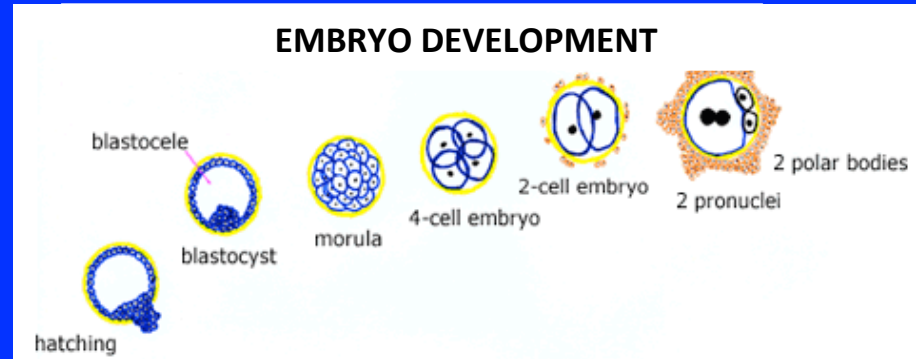 EMBRYO DEVELOPMENT
blastocele
2 polar bodies
2-cell embryo
2 pronuclei
4-cell embryo
morula
blastocyst
hatching